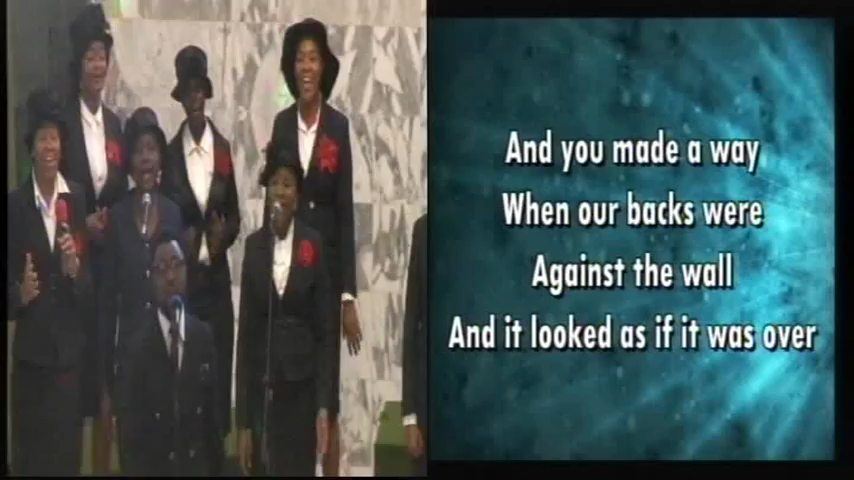 And you made a way
When our backs were
Against the wall
And it looked as if it was over